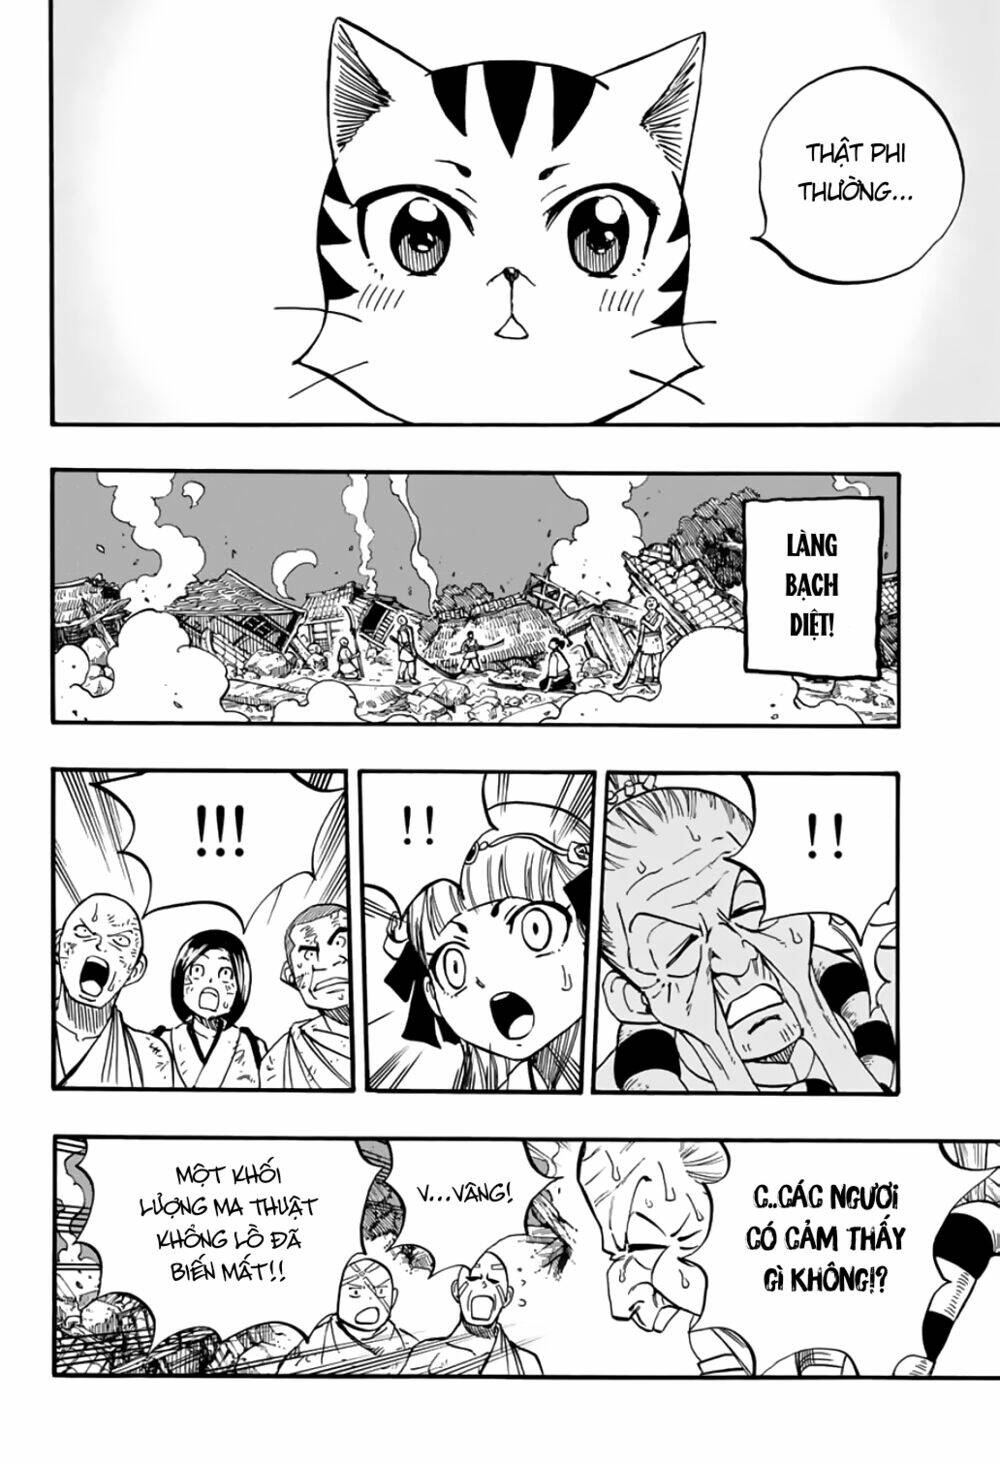 THẬT PHI
THƯỜNG...
LÀNG
BẠCH
DIỆT!
!!
!!
!!!
C..CÁC NGƯƠI
CÓ CẢM THẤY
GÌ KHÔNG!?
V...VÂNG!
MỘT KHỐI
LƯỢNG MA THUẬT
KHỔNG LỒ ĐÃ
BIẾN MẤT!!